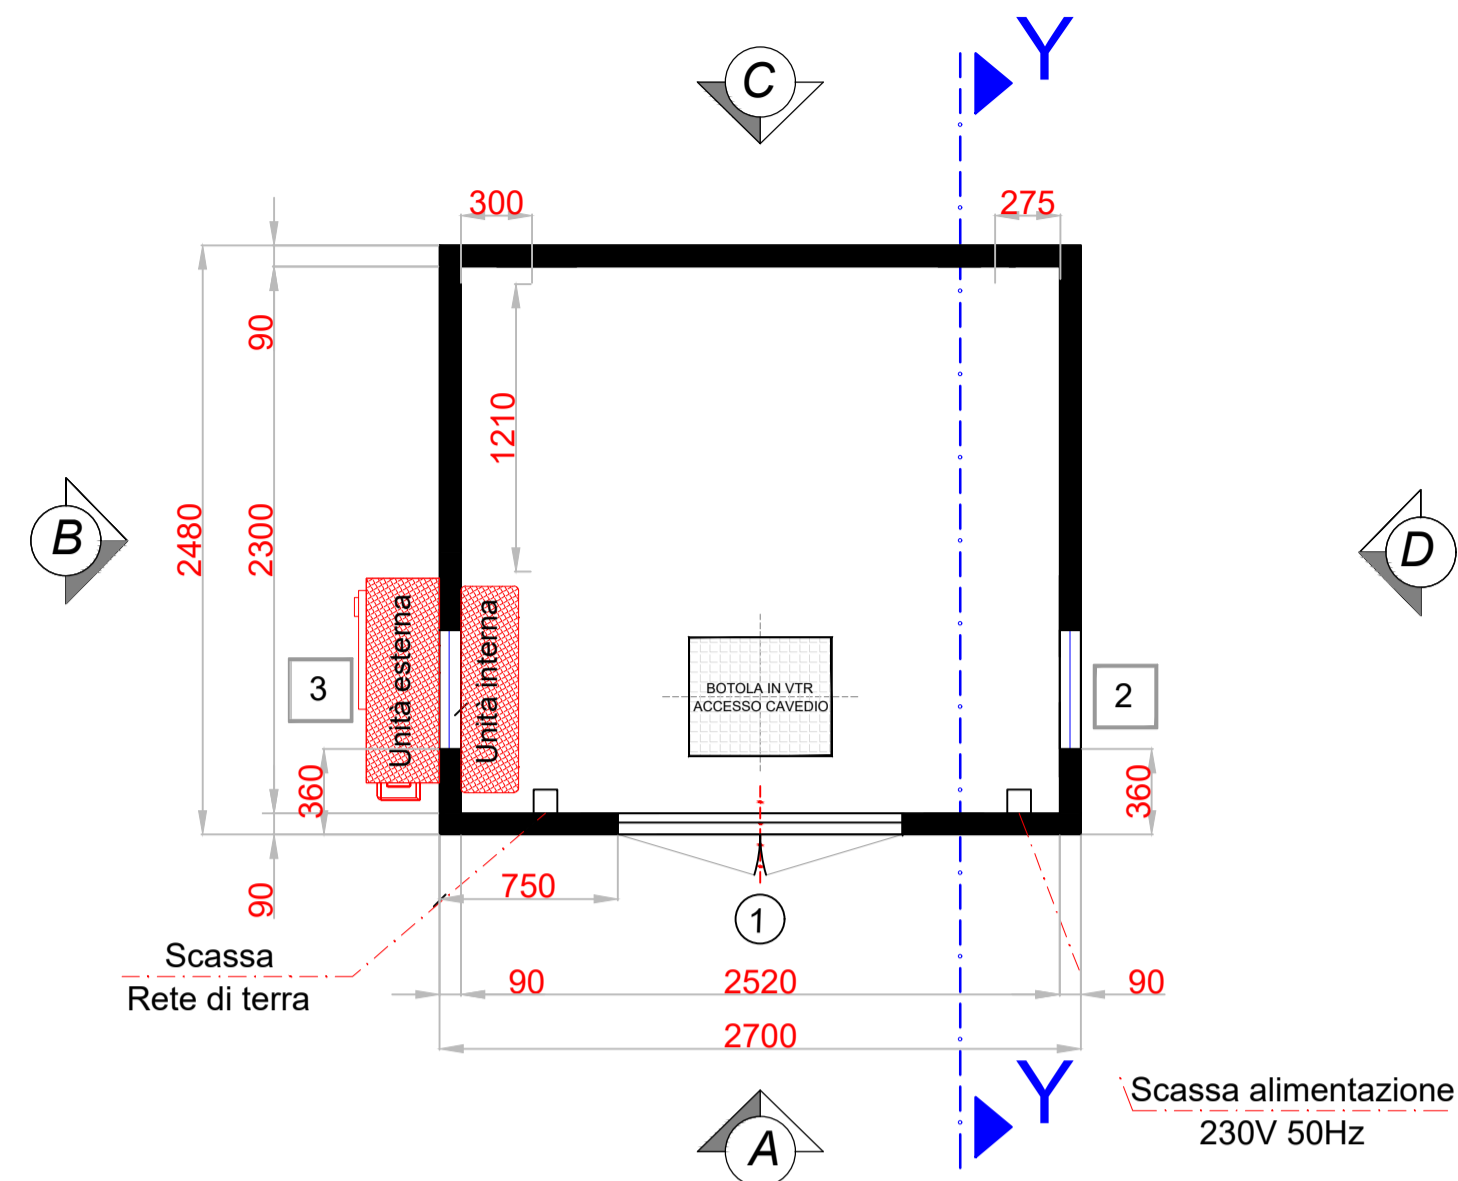 Y
C
300
275
90
1210
2480
2300
B
D
Unità esterna
Unità interna
3
BOTOLA IN VTR
ACCESSO CAVEDIO
2
360
360
90
750
1
Scassa
Rete di terra
90
2520
90
2700
Y
Scassa alimentazione
230V 50Hz
A